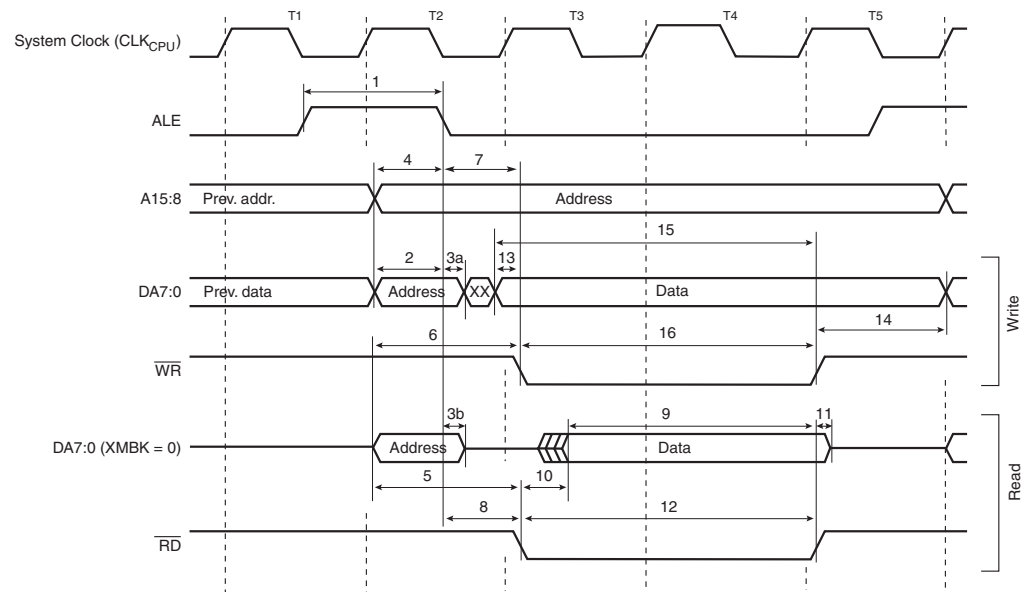 T1 T2 T3 T4 T5
System Clock (CLKCPU)
1
ALE
4 7
A15:8 Prev. addr. Address
15
2 3a 13
DA7:0 Prev. data Address XX Data
14
6 16
WR
Write
3b 9 11
DA7:0 (XMBK = 0) Address Data
5 10
8 12
RD
Read